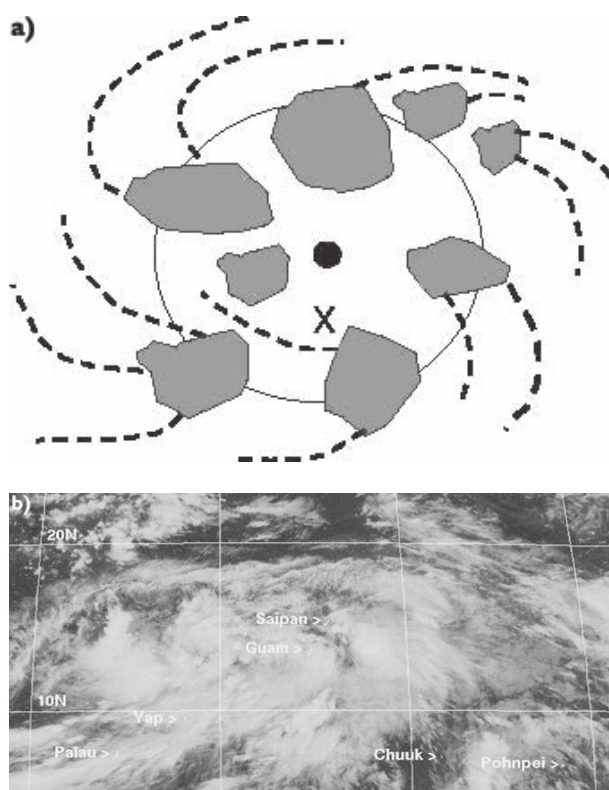 a)
X
b)
20N
Saipan >
Guam >
10N
Yap >
Palau >
Chuuk >
Pohnpei >